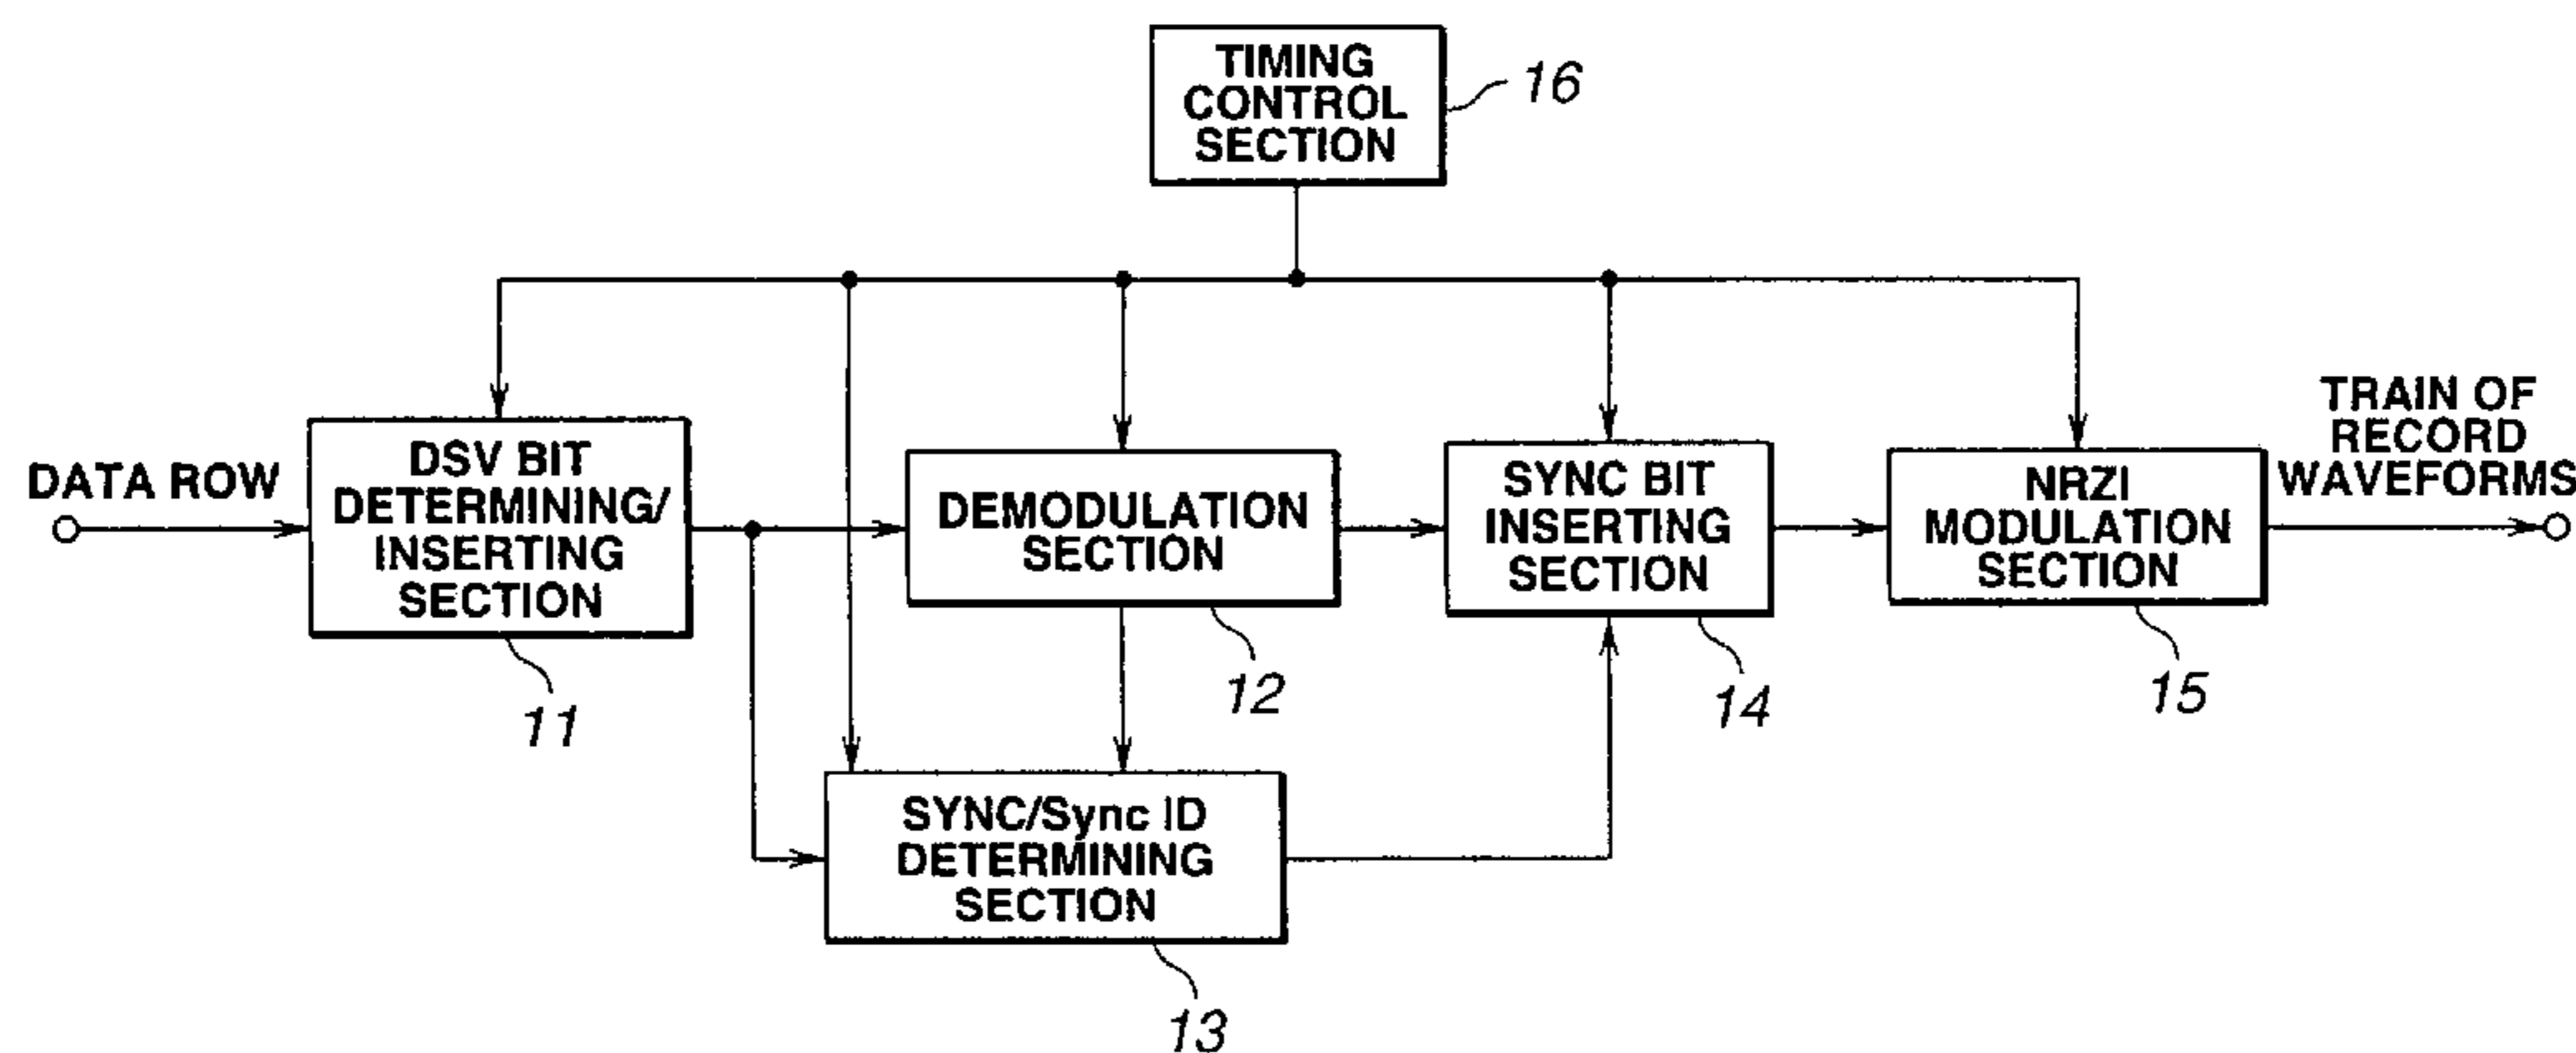 TIMING
CONTROL
SECTION
16
DATA ROW
DSV BIT
DETERMINING/
INSERTING
SECTION
11
DEMODULATION
SECTION
12
SYNC BIT
INSERTING
SECTION
14
NRZI
MODULATION
SECTION
15
TRAIN OF
RECORD
WAVEFORMS
SYNC/Sync ID
DETERMINING
SECTION
13